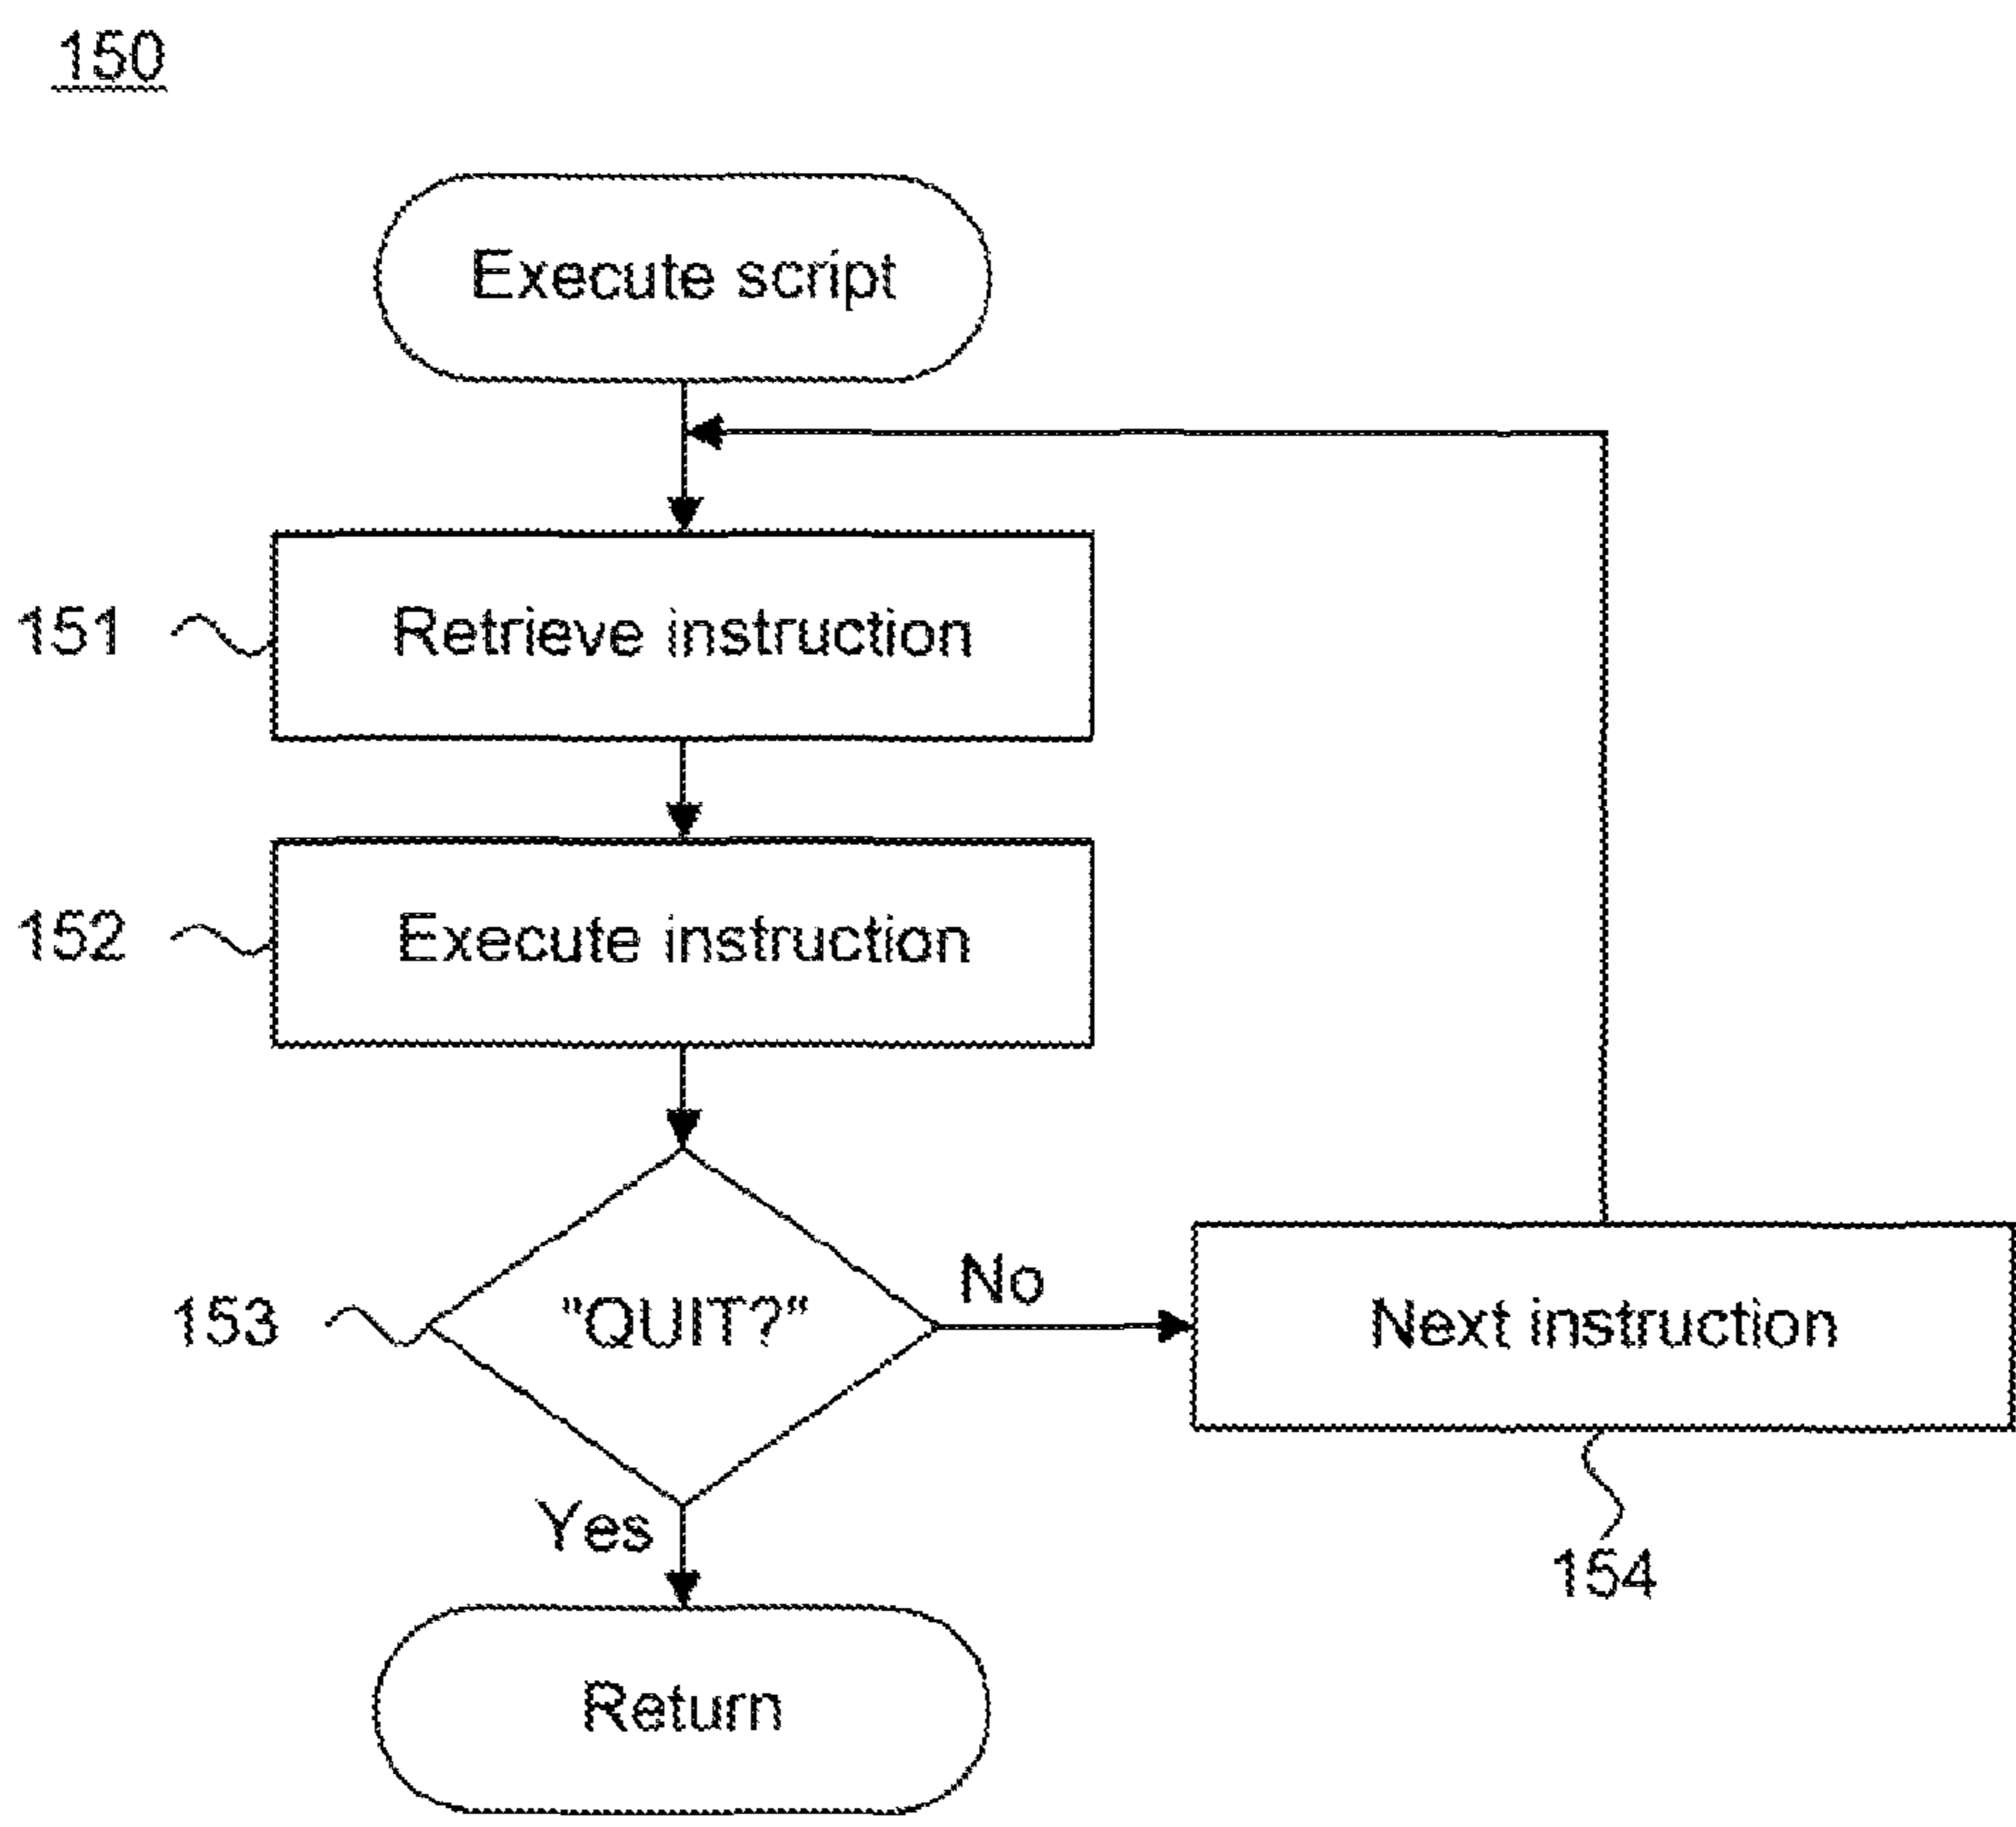 150
Execute script
151
Retrieve instruction
152
Execute instruction
153
"QUIT?"
No
Next instruction
Yes
154
Return